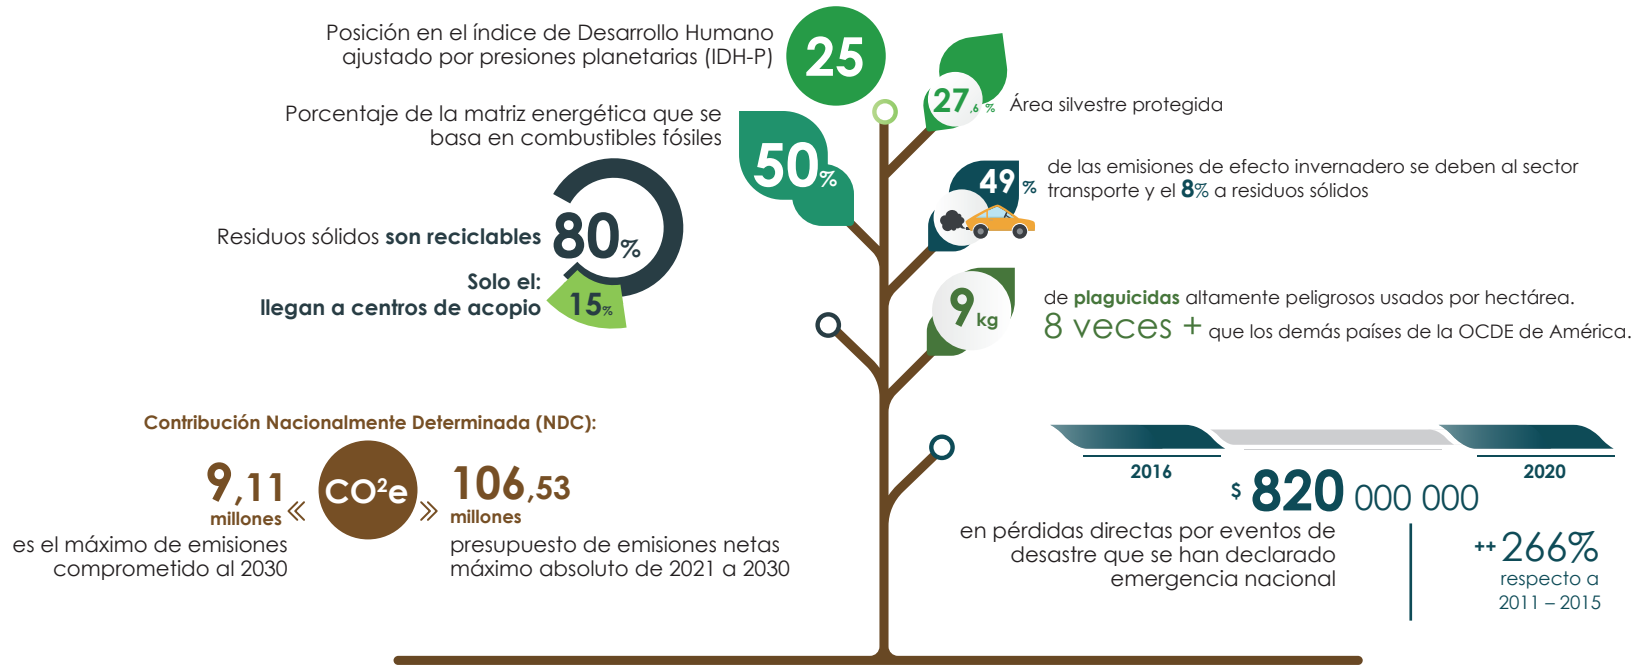 Posición en el índice de Desarrollo Humano
ajustado por presiones planetarias (IDH-P)
25
27,6 %
Área silvestre protegida
Porcentaje de la matriz energética que se
basa en combustibles fósiles
50%
49 %
de las emisiones de efecto invernadero se deben al sector
transporte y el 8% a residuos sólidos
Residuos sólidos son reciclables
80%
Solo el:
llegan a centros de acopio
15%
9 kg
de plaguicidas altamente peligrosos usados por hectárea.
8 veces + que los demás países de la OCDE de América.
Contribución Nacionalmente Determinada (NDC):
9,11
millones
CO²e
106,53
millones
es el máximo de emisiones
comprometido al 2030
presupuesto de emisiones netas
máximo absoluto de 2021 a 2030
2016
2020
$ 820 000 000
en pérdidas directas por eventos de
desastre que se han declarado
emergencia nacional
++ 266%
respecto a
2011 – 2015